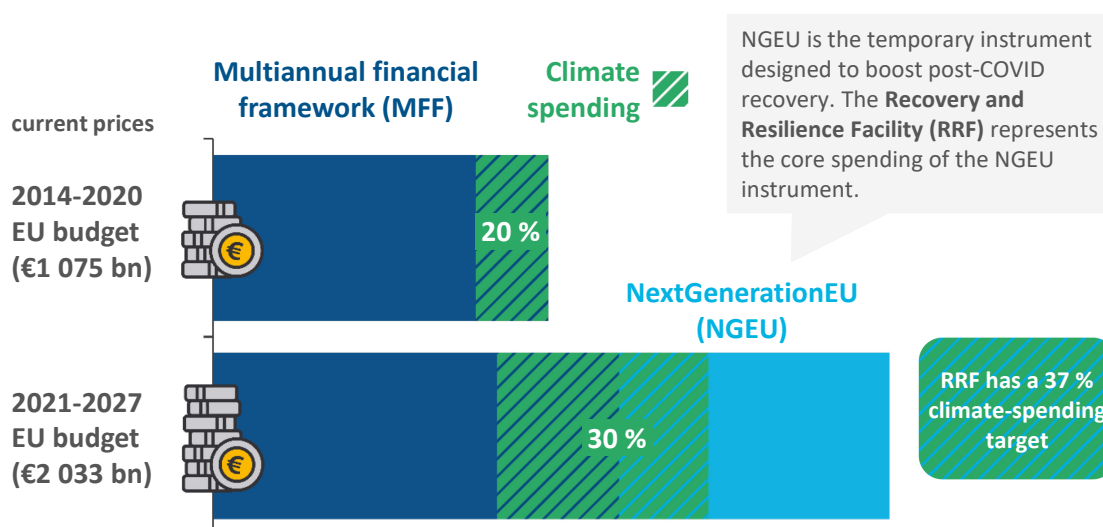 Multiannual financial
framework (MFF)
Climate
spending
NGEU is the temporary instrument
designed to boost post-COVID
recovery. The Recovery and
Resilience Facility (RRF) represents
the core spending of the NGEU
instrument.
current prices
2014-2020
EU budget
(€1 075 bn)
€
20 %
NextGenerationEU
(NGEU)
2021-2027
EU budget
(€2 033 bn)
€
30 %
RRF has a 37 %
climate-spending
target